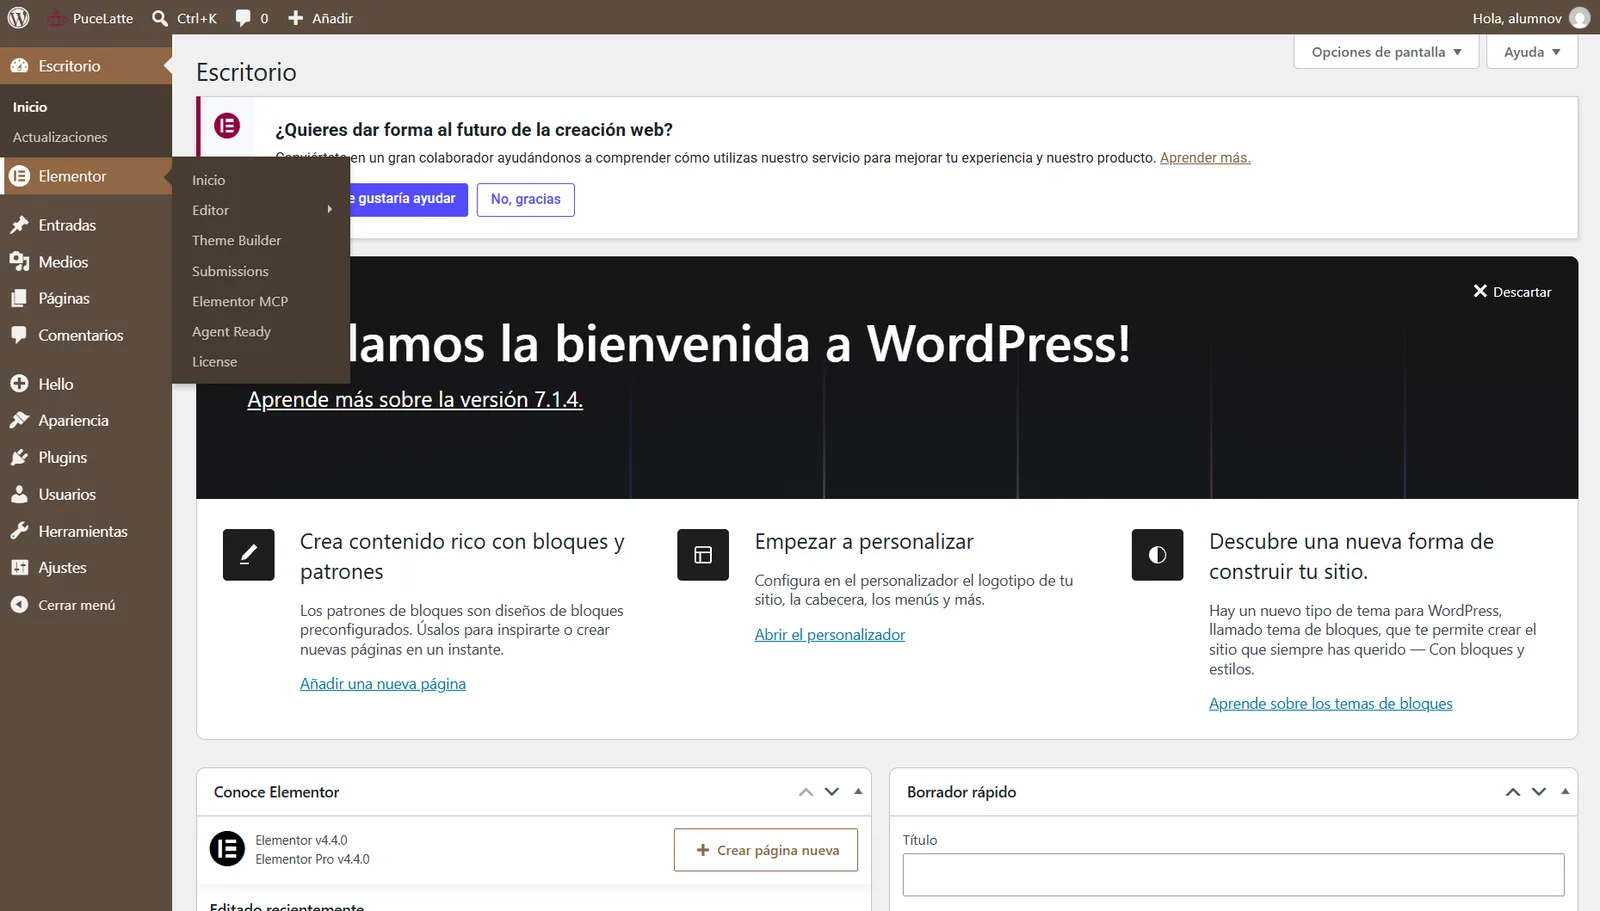 PuceLatte Ctrl+K 0 Añadir
Hola, alumnov
Escritorio
Inicio
Actualizaciones
Elementor
Entradas
Medios
Páginas
Comentarios
Hello
Apariencia
Plugins
Usuarios
Herramientas
Ajustes
Cerrar menú
Inicio
Editor
Theme Builder
Submissions
Elementor MCP
Agent Ready
License
Opciones de pantalla
Ayuda
Escritorio
¿Quieres dar forma al futuro de la creación web?
en un gran colaborador ayudándonos a comprender cómo utilizas nuestro servicio para mejorar tu experiencia y nuestro producto. Aprender más.
e gustaría ayudar
No, gracias
Descartar
lamos la bienvenida a WordPress!
Aprende más sobre la versión 7.1.4.
Crea contenido rico con bloques y
patrones
Los patrones de bloques son diseños de bloques
preconfigurados. Úsalos para inspirarte o crear
nuevas páginas en un instante.
Añadir una nueva página
Empezar a personalizar
Configura en el personalizador el logotipo de tu
sitio, la cabecera, los menús y más.
Abrir el personalizador
Descubre una nueva forma de
construir tu sitio.
Hay un nuevo tipo de tema para WordPress,
llamado tema de bloques, que te permite crear el
sitio que siempre has querido — Con bloques y
estilos.
Aprende sobre los temas de bloques
Conoce Elementor
Elementor v4.4.0
Elementor Pro v4.4.0
Crear página nueva
Editado recientemente
Borrador rápido
Título